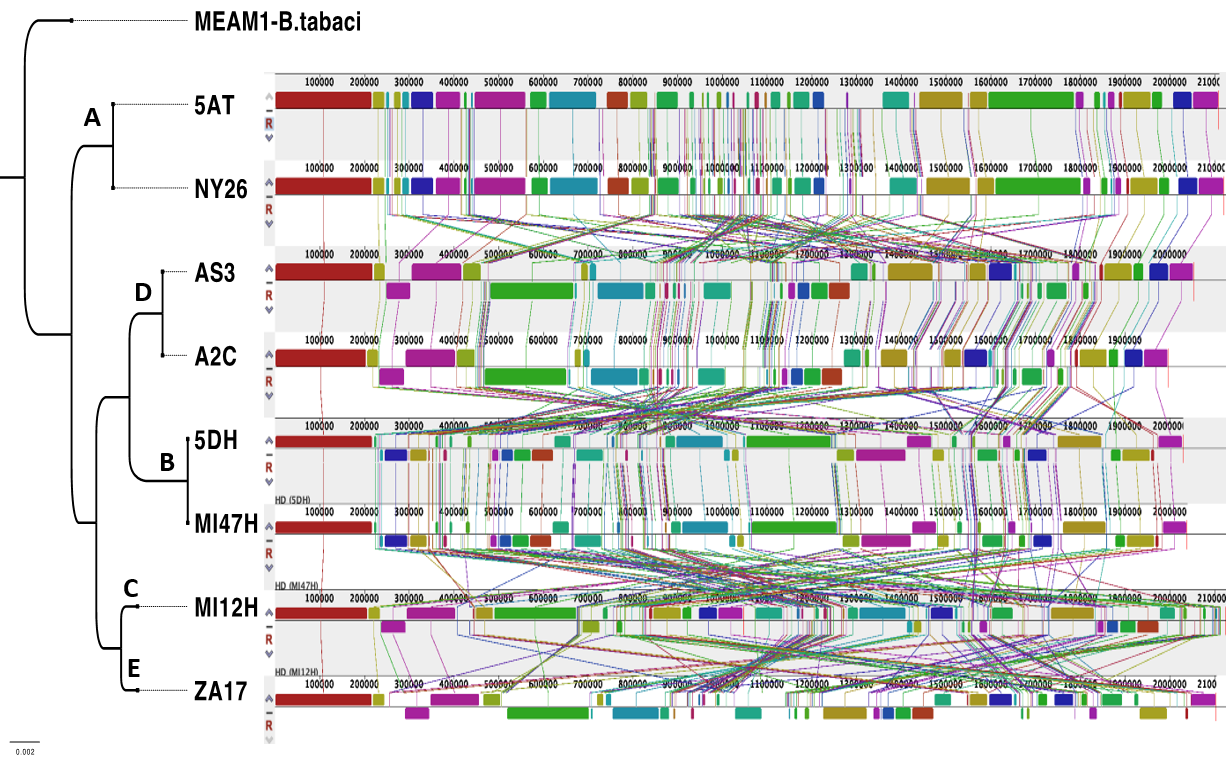 MEAM1-B.tabaci
100000 200000 300000 400000 500000 600000 700000 800000 900000 1000000 1100000 1200000 1300000 1400000 1500000 1600000 1700000 1800000 1900000 2000000 21000
A
5AT
R
100000 200000 300000 400000 500000 600000 700000 800000 900000 1000000 1100000 1200000 1300000 1400000 1500000 1600000 1700000 1800000 1900000 2000000 21000
NY26
R
100000 200000 300000 400000 500000 600000 700000 800000 900000 1000000 1100000 1200000 1300000 1400000 1500000 1600000 1700000 1800000 1900000 2000000
AS3
D
R
100000 200000 300000 400000 500000 600000 700000 800000 900000 1000000 1100000 1200000 1300000 1400000 1500000 1600000 1700000 1800000 1900000
A2C
R
100000 200000 300000 400000 500000 600000 700000 800000 900000 1000000 1100000 1200000 1300000 1400000 1500000 1600000 1700000 1800000 1900000 2000000
5DH
B
R
HD (5DH)
100000 200000 300000 400000 500000 600000 700000 800000 900000 1000000 1100000 1200000 1300000 1400000 1500000 1600000 1700000 1800000 1900000 2000000
MI47H
R
HD (MI47H)
C
100000 200000 300000 400000 500000 600000 700000 800000 900000 1000000 1100000 1200000 1300000 1400000 1500000 1600000 1700000 1800000 1900000 2000000 210000
MI12H
R
E
HD (MI12H)
100000 200000 300000 400000 500000 600000 700000 800000 900000 1000000 1100000 1200000 1300000 1400000 1500000 1600000 1700000 1800000 1900000 2000000 2100
ZA17
R
0.002